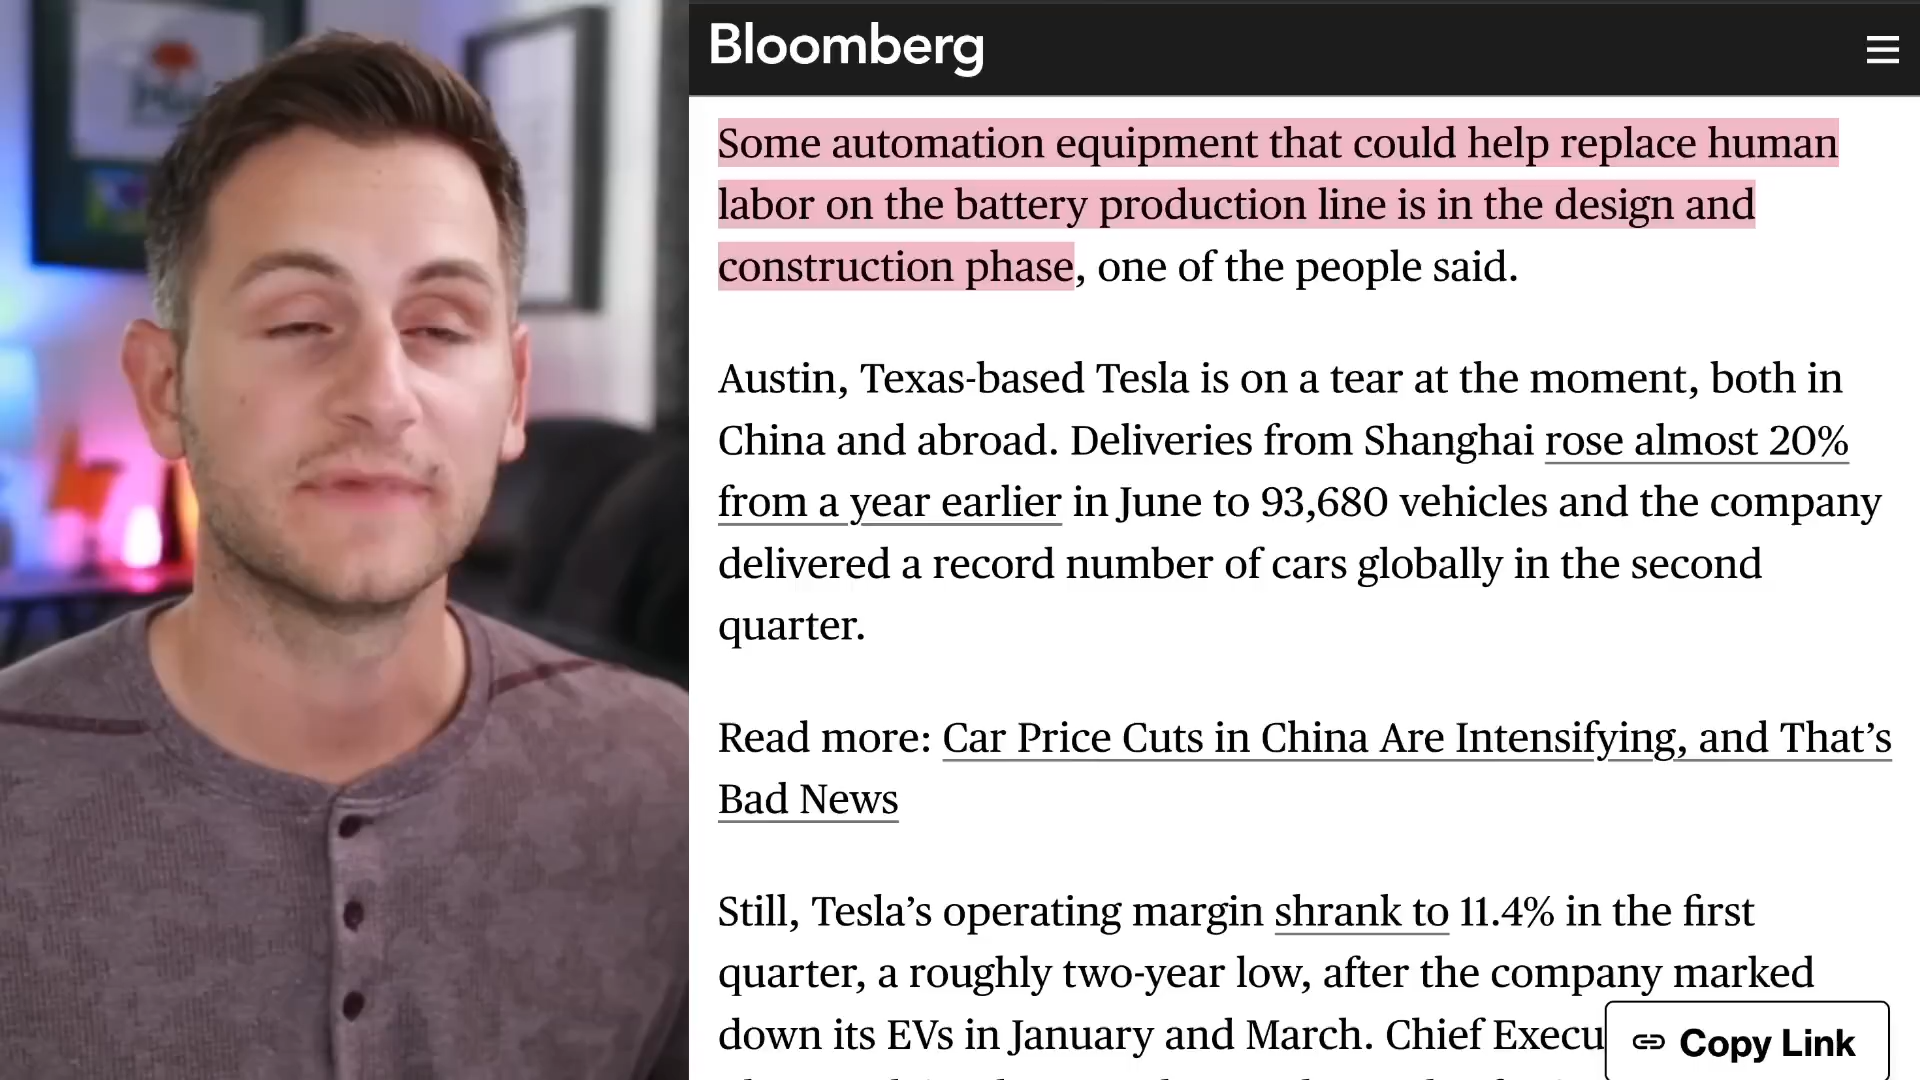 Bloomberg
Some automation equipment that could help replace human
labor on the battery production line is in the design and
construction phase, one of the people said.
Austin, Texas-based Tesla is on a tear at the moment, both in
China and abroad. Deliveries from Shanghai rose almost 20%
from a year earlier in June to 93,680 vehicles and the company
delivered a record number of cars globally in the second
quarter.
Read more: Car Price Cuts in China Are Intensifying, and That’s
Bad News
Still, Tesla’s operating margin shrank to 11.4% in the first
quarter, a roughly two-year low, after the company marked
down its EVs in January and March. Chief Execu
Copy Link